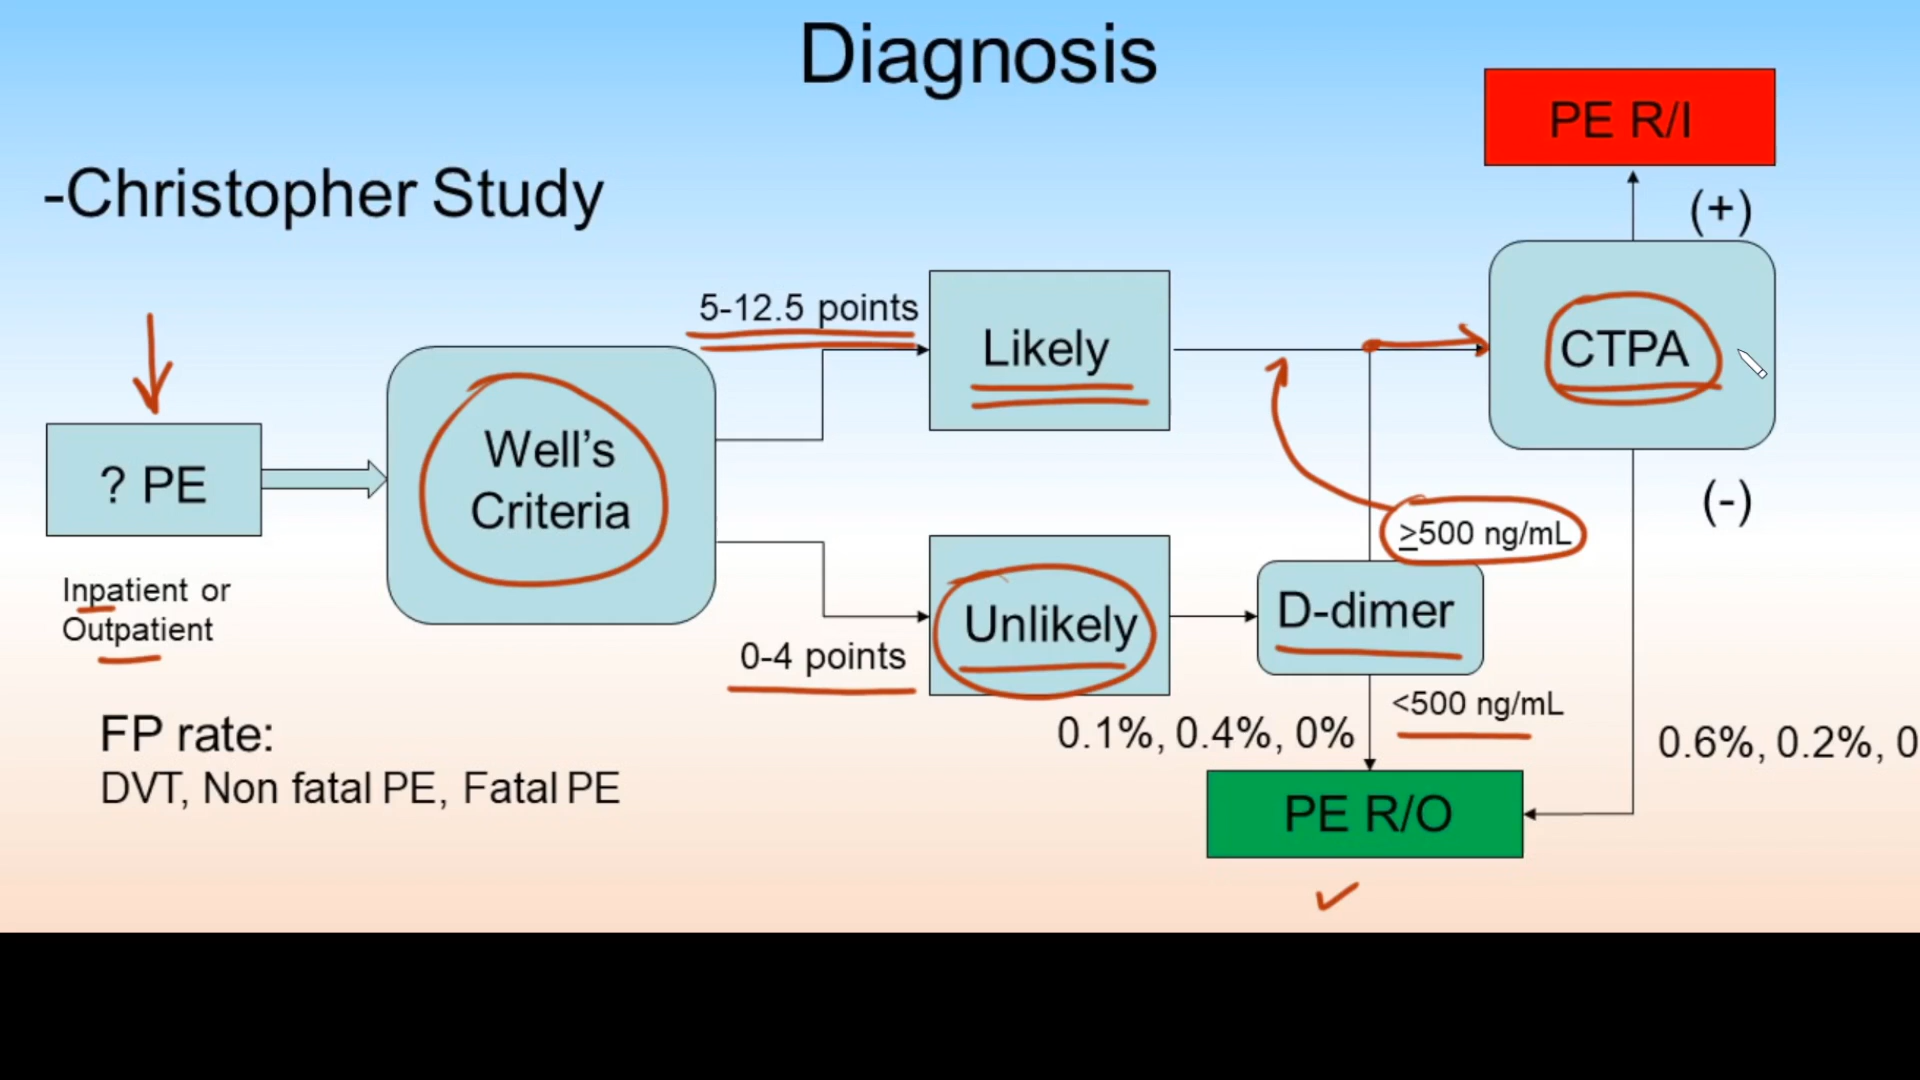 Diagnosis
PE R/I
-Christopher Study
(+)
5-12.5 points
Likely
CTPA
Well's
Criteria
? PE
(-)
≥500 ng/mL
Inpatient or
Outpatient
Unlikely
D-dimer
0-4 points
<500 ng/mL
FP rate:
0.1%, 0.4%, 0%
0.6%, 0.2%, 0
DVT, Non fatal PE, Fatal PE
PE R/O